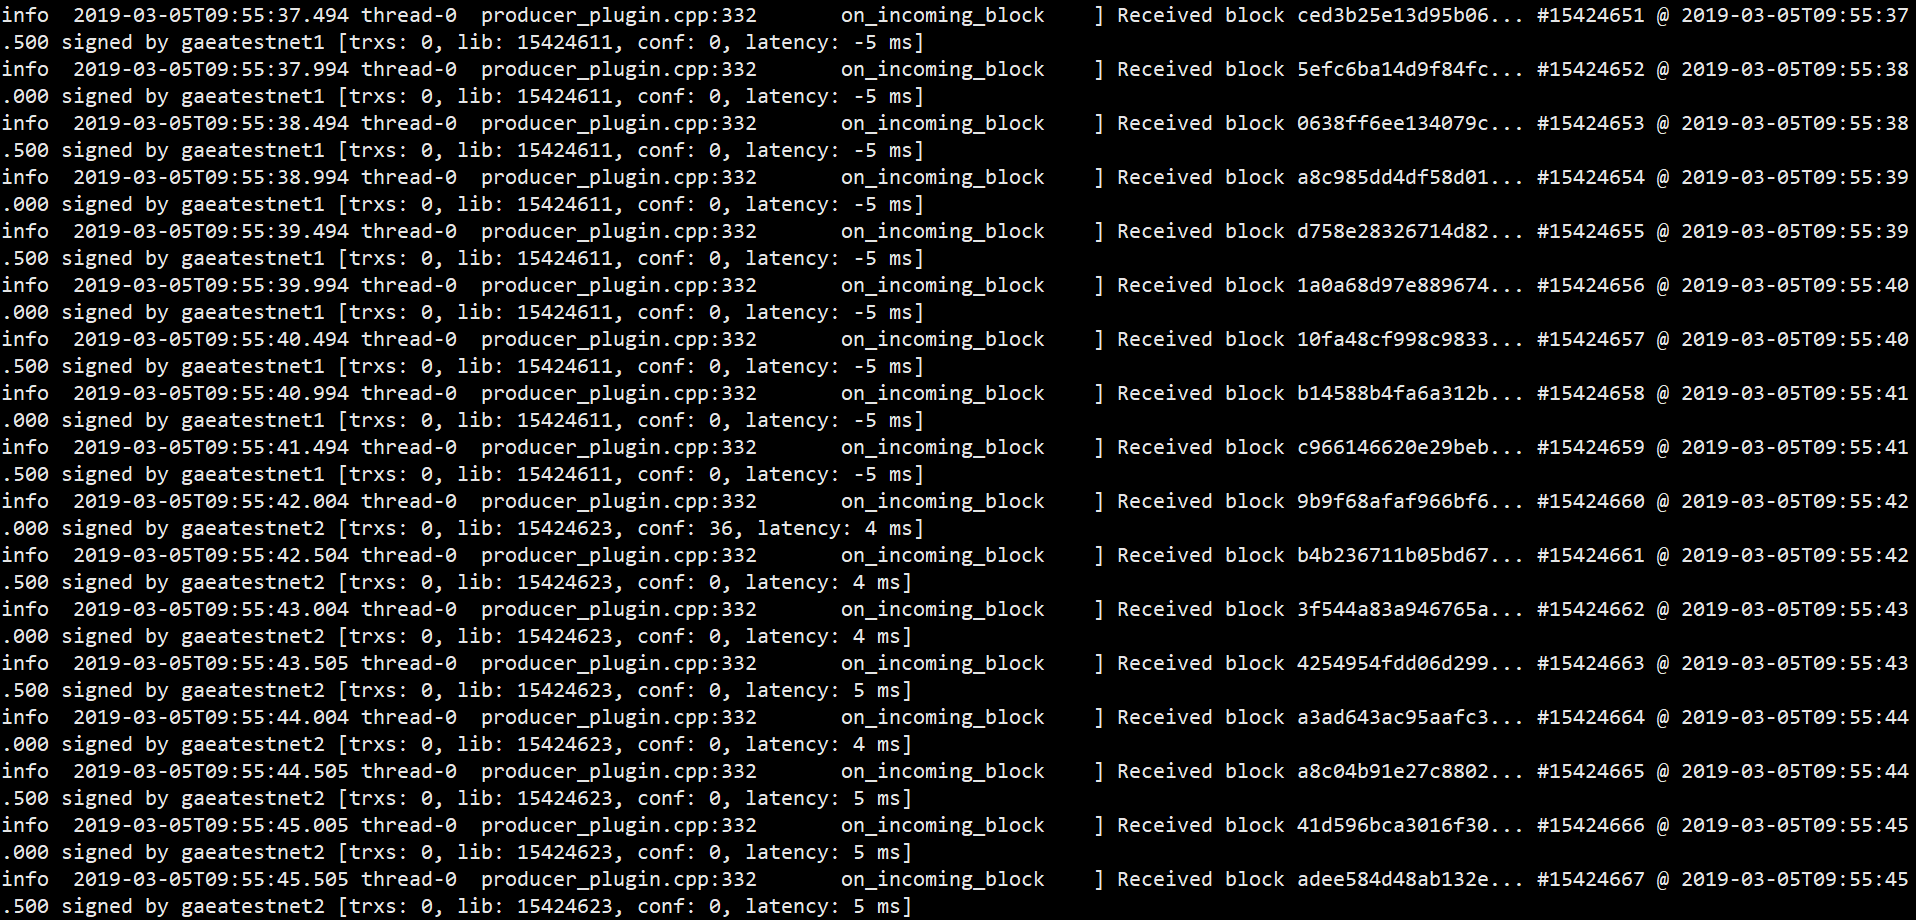 info  2019-03-05T09:55:37.494 thread-0  producer_plugin.cpp:332       on_incoming_block    ] Received block ced3b25e13d95b06... #15424651 @ 2019-03-05T09:55:37
.500 signed by gaeatestnet1 [trxs: 0, lib: 15424611, conf: 0, latency: -5 ms]
info  2019-03-05T09:55:37.994 thread-0  producer_plugin.cpp:332       on_incoming_block    ] Received block 5efc6ba14d9f84fc... #15424652 @ 2019-03-05T09:55:38
.000 signed by gaeatestnet1 [trxs: 0, lib: 15424611, conf: 0, latency: -5 ms]
info  2019-03-05T09:55:38.494 thread-0  producer_plugin.cpp:332       on_incoming_block    ] Received block 0638ff6ee134079c... #15424653 @ 2019-03-05T09:55:38
.500 signed by gaeatestnet1 [trxs: 0, lib: 15424611, conf: 0, latency: -5 ms]
info  2019-03-05T09:55:38.994 thread-0  producer_plugin.cpp:332       on_incoming_block    ] Received block a8c985dd4df58d01... #15424654 @ 2019-03-05T09:55:39
.000 signed by gaeatestnet1 [trxs: 0, lib: 15424611, conf: 0, latency: -5 ms]
info  2019-03-05T09:55:39.494 thread-0  producer_plugin.cpp:332       on_incoming_block    ] Received block d758e28326714d82... #15424655 @ 2019-03-05T09:55:39
.500 signed by gaeatestnet1 [trxs: 0, lib: 15424611, conf: 0, latency: -5 ms]
info  2019-03-05T09:55:39.994 thread-0  producer_plugin.cpp:332       on_incoming_block    ] Received block 1a0a68d97e889674... #15424656 @ 2019-03-05T09:55:40
.000 signed by gaeatestnet1 [trxs: 0, lib: 15424611, conf: 0, latency: -5 ms]
info  2019-03-05T09:55:40.494 thread-0  producer_plugin.cpp:332       on_incoming_block    ] Received block 10fa48cf998c9833... #15424657 @ 2019-03-05T09:55:40
.500 signed by gaeatestnet1 [trxs: 0, lib: 15424611, conf: 0, latency: -5 ms]
info  2019-03-05T09:55:40.994 thread-0  producer_plugin.cpp:332       on_incoming_block    ] Received block b14588b4fa6a312b... #15424658 @ 2019-03-05T09:55:41
.000 signed by gaeatestnet1 [trxs: 0, lib: 15424611, conf: 0, latency: -5 ms]
info  2019-03-05T09:55:41.494 thread-0  producer_plugin.cpp:332       on_incoming_block    ] Received block c966146620e29beb... #15424659 @ 2019-03-05T09:55:41
.500 signed by gaeatestnet1 [trxs: 0, lib: 15424611, conf: 0, latency: -5 ms]
info  2019-03-05T09:55:42.004 thread-0  producer_plugin.cpp:332       on_incoming_block    ] Received block 9b9f68afaf966bf6... #15424660 @ 2019-03-05T09:55:42
.000 signed by gaeatestnet2 [trxs: 0, lib: 15424623, conf: 36, latency: 4 ms]
info  2019-03-05T09:55:42.504 thread-0  producer_plugin.cpp:332       on_incoming_block    ] Received block b4b236711b05bd67... #15424661 @ 2019-03-05T09:55:42
.500 signed by gaeatestnet2 [trxs: 0, lib: 15424623, conf: 0, latency: 4 ms]
info  2019-03-05T09:55:43.004 thread-0  producer_plugin.cpp:332       on_incoming_block    ] Received block 3f544a83a946765a... #15424662 @ 2019-03-05T09:55:43
.000 signed by gaeatestnet2 [trxs: 0, lib: 15424623, conf: 0, latency: 4 ms]
info  2019-03-05T09:55:43.505 thread-0  producer_plugin.cpp:332       on_incoming_block    ] Received block 4254954fdd06d299... #15424663 @ 2019-03-05T09:55:43
.500 signed by gaeatestnet2 [trxs: 0, lib: 15424623, conf: 0, latency: 5 ms]
info  2019-03-05T09:55:44.004 thread-0  producer_plugin.cpp:332       on_incoming_block    ] Received block a3ad643ac95aafc3... #15424664 @ 2019-03-05T09:55:44
.000 signed by gaeatestnet2 [trxs: 0, lib: 15424623, conf: 0, latency: 4 ms]
info  2019-03-05T09:55:44.505 thread-0  producer_plugin.cpp:332       on_incoming_block    ] Received block a8c04b91e27c8802... #15424665 @ 2019-03-05T09:55:44
.500 signed by gaeatestnet2 [trxs: 0, lib: 15424623, conf: 0, latency: 5 ms]
info  2019-03-05T09:55:45.005 thread-0  producer_plugin.cpp:332       on_incoming_block    ] Received block 41d596bca3016f30... #15424666 @ 2019-03-05T09:55:45
.000 signed by gaeatestnet2 [trxs: 0, lib: 15424623, conf: 0, latency: 5 ms]
info  2019-03-05T09:55:45.505 thread-0  producer_plugin.cpp:332       on_incoming_block    ] Received block adee584d48ab132e... #15424667 @ 2019-03-05T09:55:45
.500 signed by gaeatestnet2 [trxs: 0, lib: 15424623, conf: 0, latency: 5 ms]